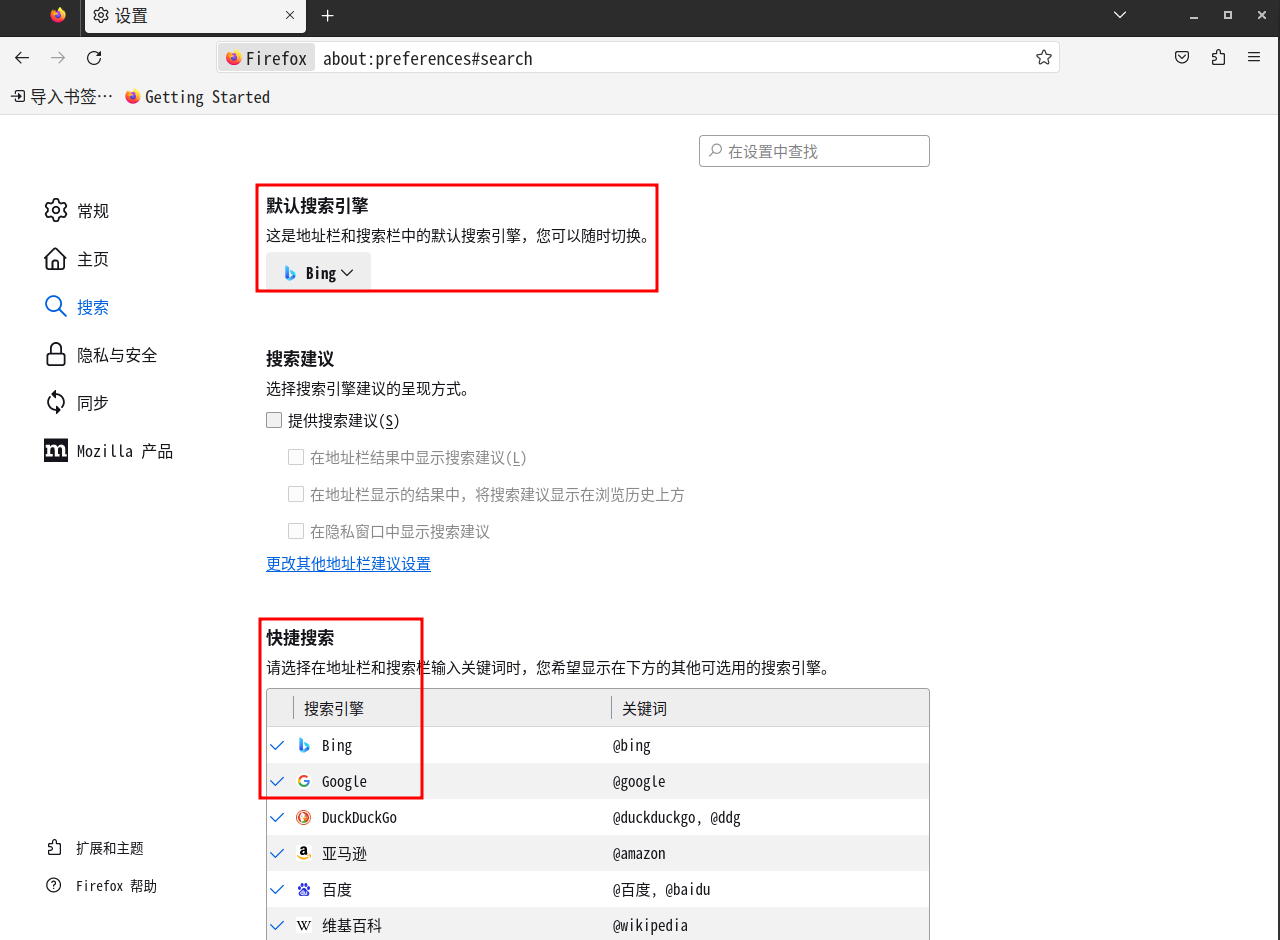 设置
Firefox about:preferences#search
导入书签… Getting Started
在设置中查找
常规
主页
搜索
隐私与安全
同步
Mozilla 产品
扩展和主题
Firefox 帮助
默认搜索引擎
这是地址栏和搜索栏中的默认搜索引擎，您可以随时切换。
Bing
搜索建议
选择搜索引擎建议的呈现方式。
提供搜索建议(S)
在地址栏结果中显示搜索建议(L)
在地址栏显示的结果中，将搜索建议显示在浏览历史上方
在隐私窗口中显示搜索建议
更改其他地址栏建议设置
快捷搜索
请选择在地址栏和搜索栏输入关键词时，您希望显示在下方的其他可选用的搜索引擎。
搜索引擎 关键词
Bing @bing
Google @google
DuckDuckGo @duckduckgo, @ddg
亚马逊 @amazon
百度 @百度, @baidu
维基百科 @wikipedia